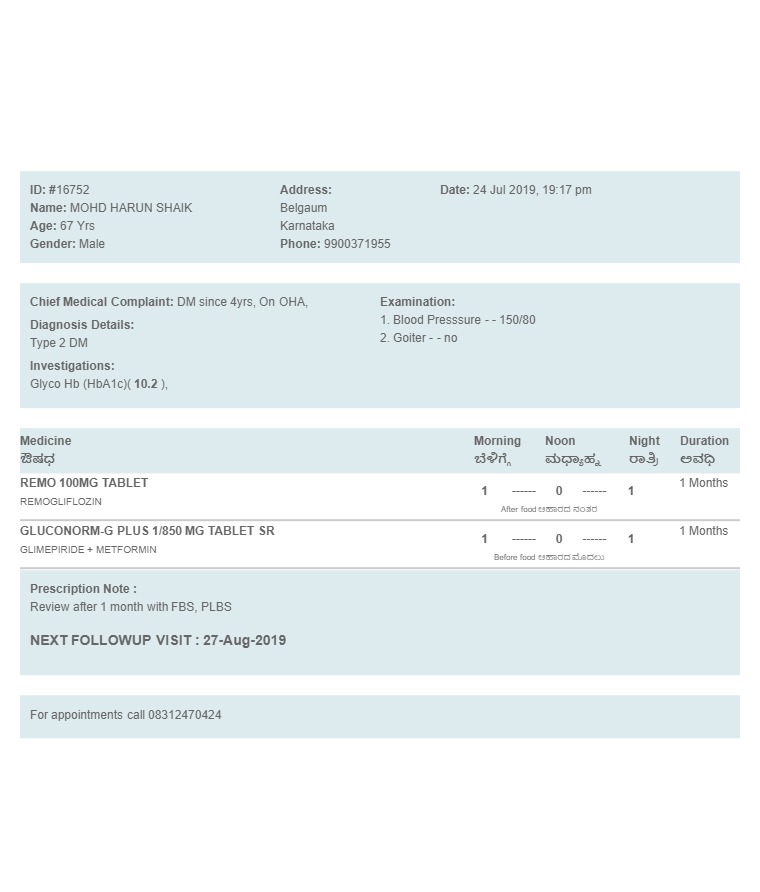 ID: #16752
Name: MOHD HARUN SHAIK
Age: 67 Yrs
Gender: Male
Address:
Belgaum
Karnataka
Phone: 9900371955
Date: 24 Jul 2019, 19:17 pm
Chief Medical Complaint: DM since 4yrs, On OHA,
Diagnosis Details:
Type 2 DM
Investigations:
Glyco Hb (HbA1c)( 10.2 ),
Examination:
1. Blood Presssure - - 150/80
2. Goiter - - no
Medicine Morning Noon Night Duration
ಔಷಧ ಬೆಳಿಗ್ಗೆ ಮಧ್ಯಾಹ್ನ ರಾತ್ರಿ ಅವಧಿ
REMO 100MG TABLET 1 Months
1 ------ 0 ------ 1
REMOGLIFLOZIN
After food ಆಹಾರದ ನಂತರ
GLUCONORM-G PLUS 1/850 MG TABLET SR 1 Months
1 ------ 0 ------ 1
GLIMEPIRIDE + METFORMIN
Before food ಆಹಾರದ ಮೊದಲು
Prescription Note :
Review after 1 month with FBS, PLBS
NEXT FOLLOWUP VISIT : 27-Aug-2019
For appointments call 08312470424